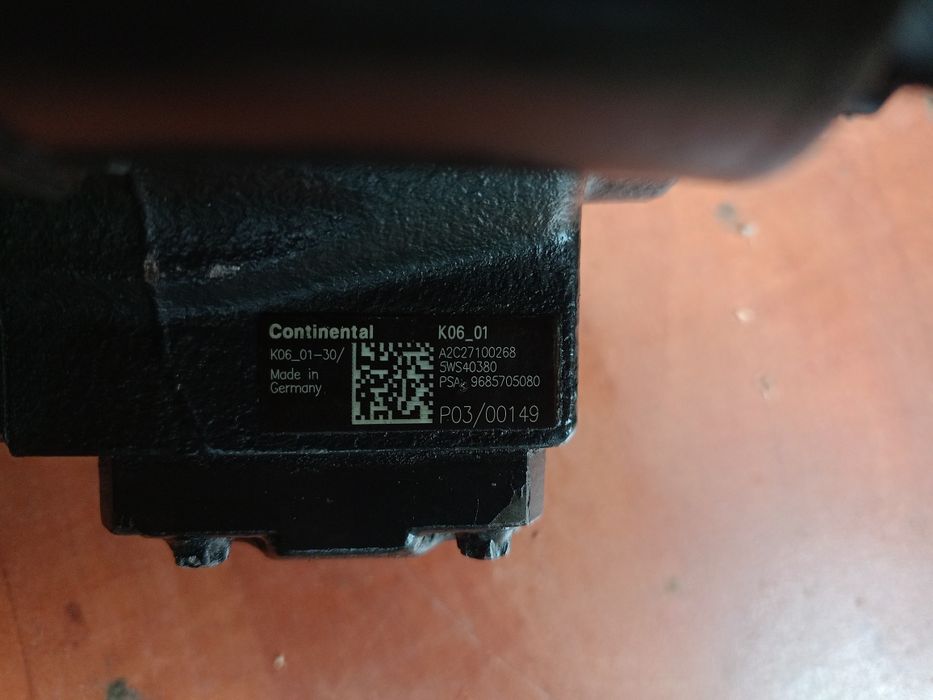 Continental
K06_01
K06_01-30/
A2C27100268
5WS40380
Made in
Germany
PSA: 9685705080
P03/00149